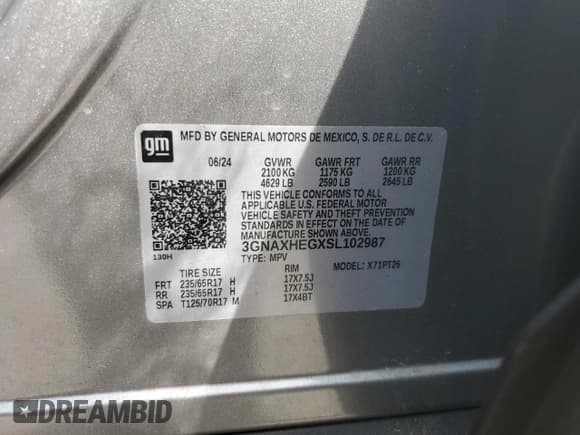 gm
MFD BY GENERAL MOTORS DE MEXICO, S. DE R.L. DE C.V.
06/24 GVWR GAWR FRT GAWR RR
2100 KG 1175 KG 1200 KG
4629 LB 2590 LB 2645 LB
THIS VEHICLE CONFORMS TO ALL
APPLICABLE U.S. FEDERAL MOTOR
VEHICLE SAFETY AND THEFT PREVENTION
STANDARDS IN EFFECT ON THE DATE OF
MANUFACTURE SHOWN ABOVE.
3GNAXHEGXSL102987
130H
TYPE: MPV MODEL: X71PT26
TIRE SIZE RIM
FRT 235/65R17 H 17X7.5J
RR 235/65R17 H 17X7.5J
SPA T125/70R17 M 17X4BT
DREAMBID